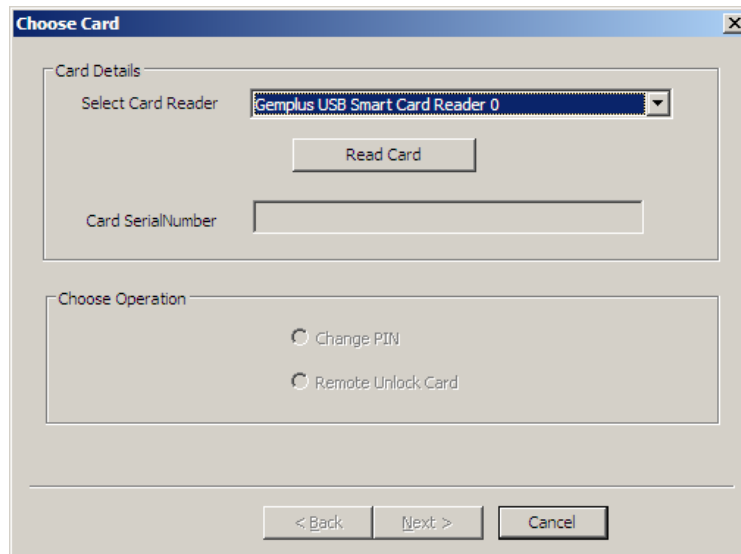 Choose Card
Card Details
Select Card Reader
Gemplus USB Smart Card Reader 0
Read Card
Card SerialNumber
Choose Operation
Change PIN
Remote Unlock Card
< Back
Next >
Cancel